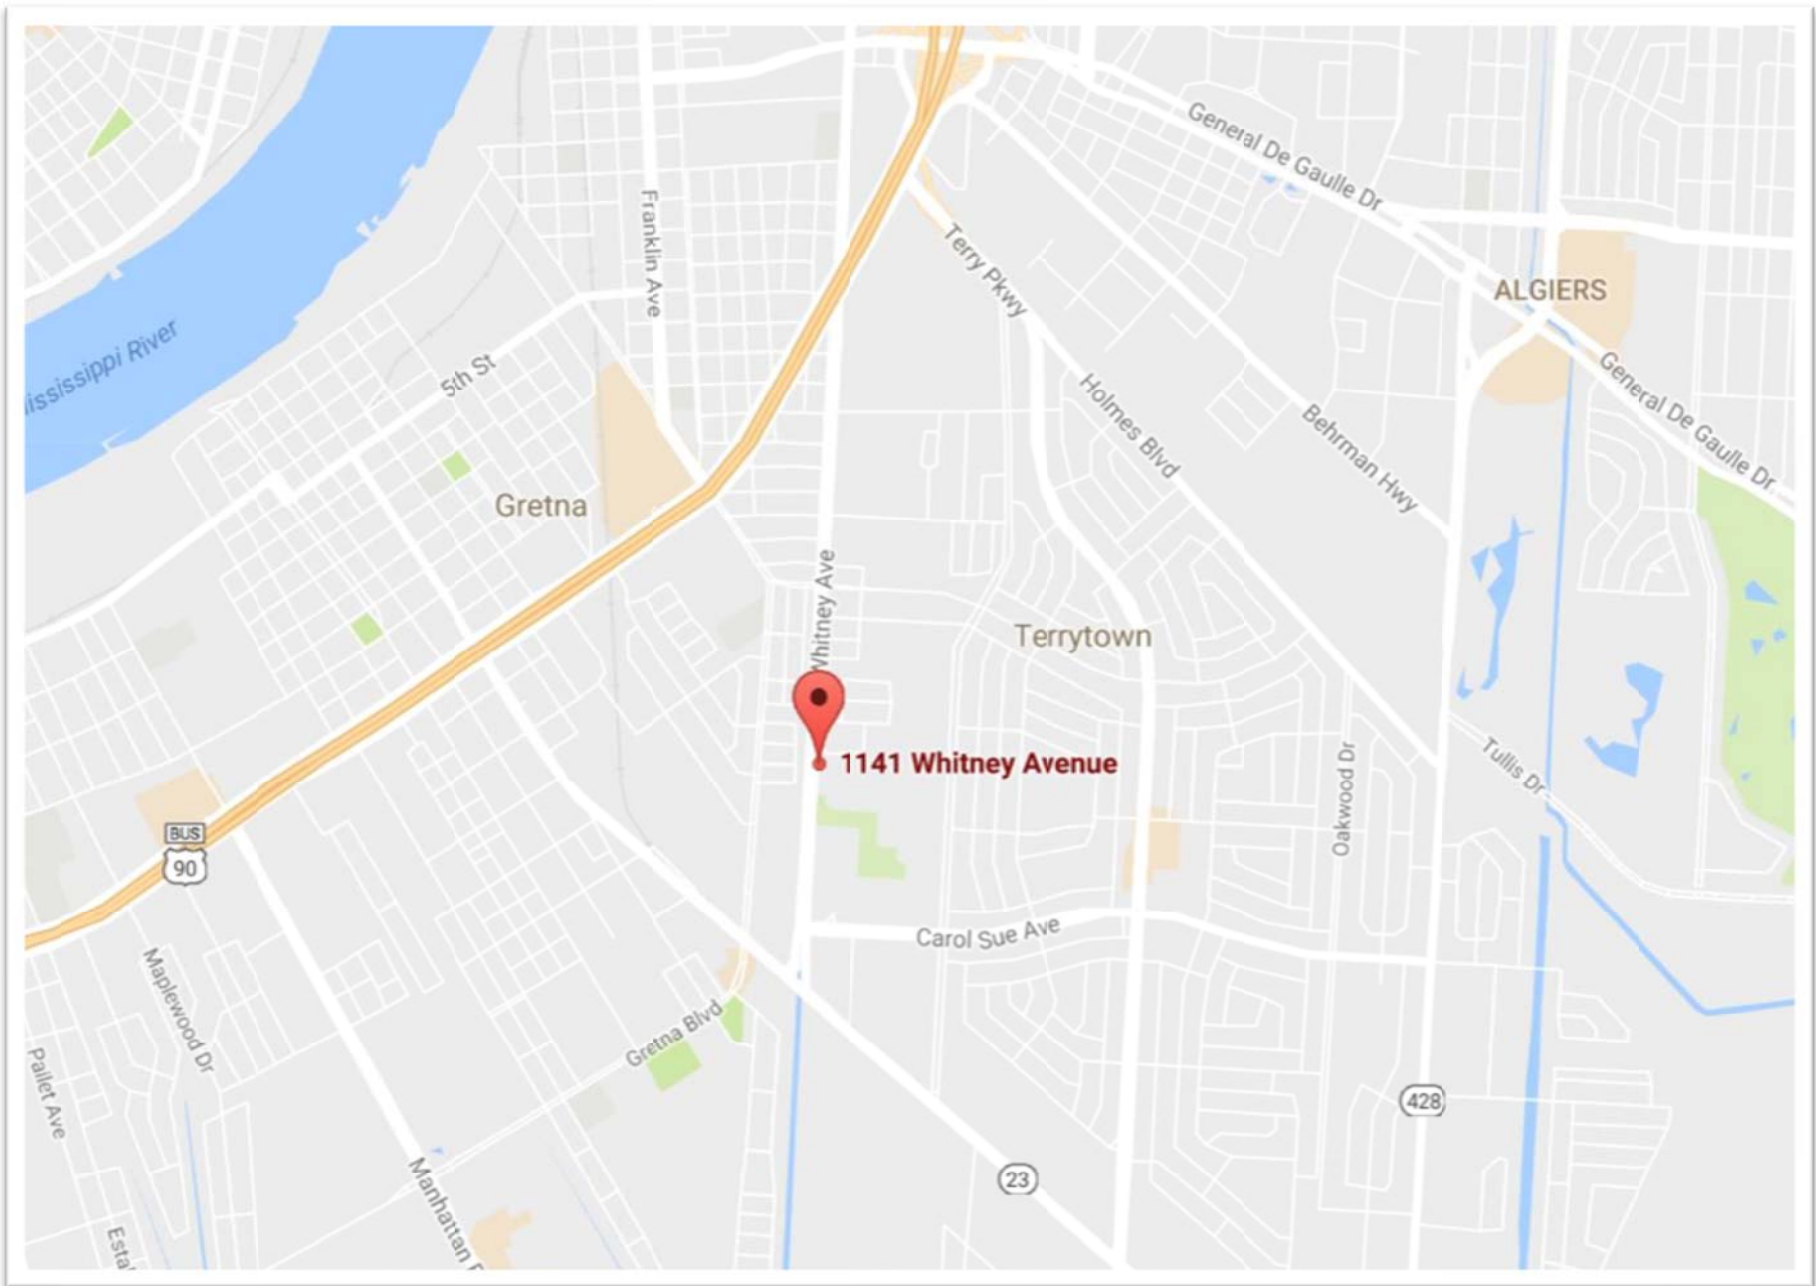 General De Gaulle Dr
Franklin Ave
Terry Pkwy
ALGIERS
ississippi River
5th St
General De Gaulle Dr
Holmes Blvd
Behrman Hwy
Gretna
Whitney Ave
Terrytown
1141 Whitney Avenue
Tullis Dr
Oakwood Dr
BUS
90
Carol Sue Ave
Maplewood Dr
Gretna Blvd
Pailet Ave
428
23
Manhattan
Esta